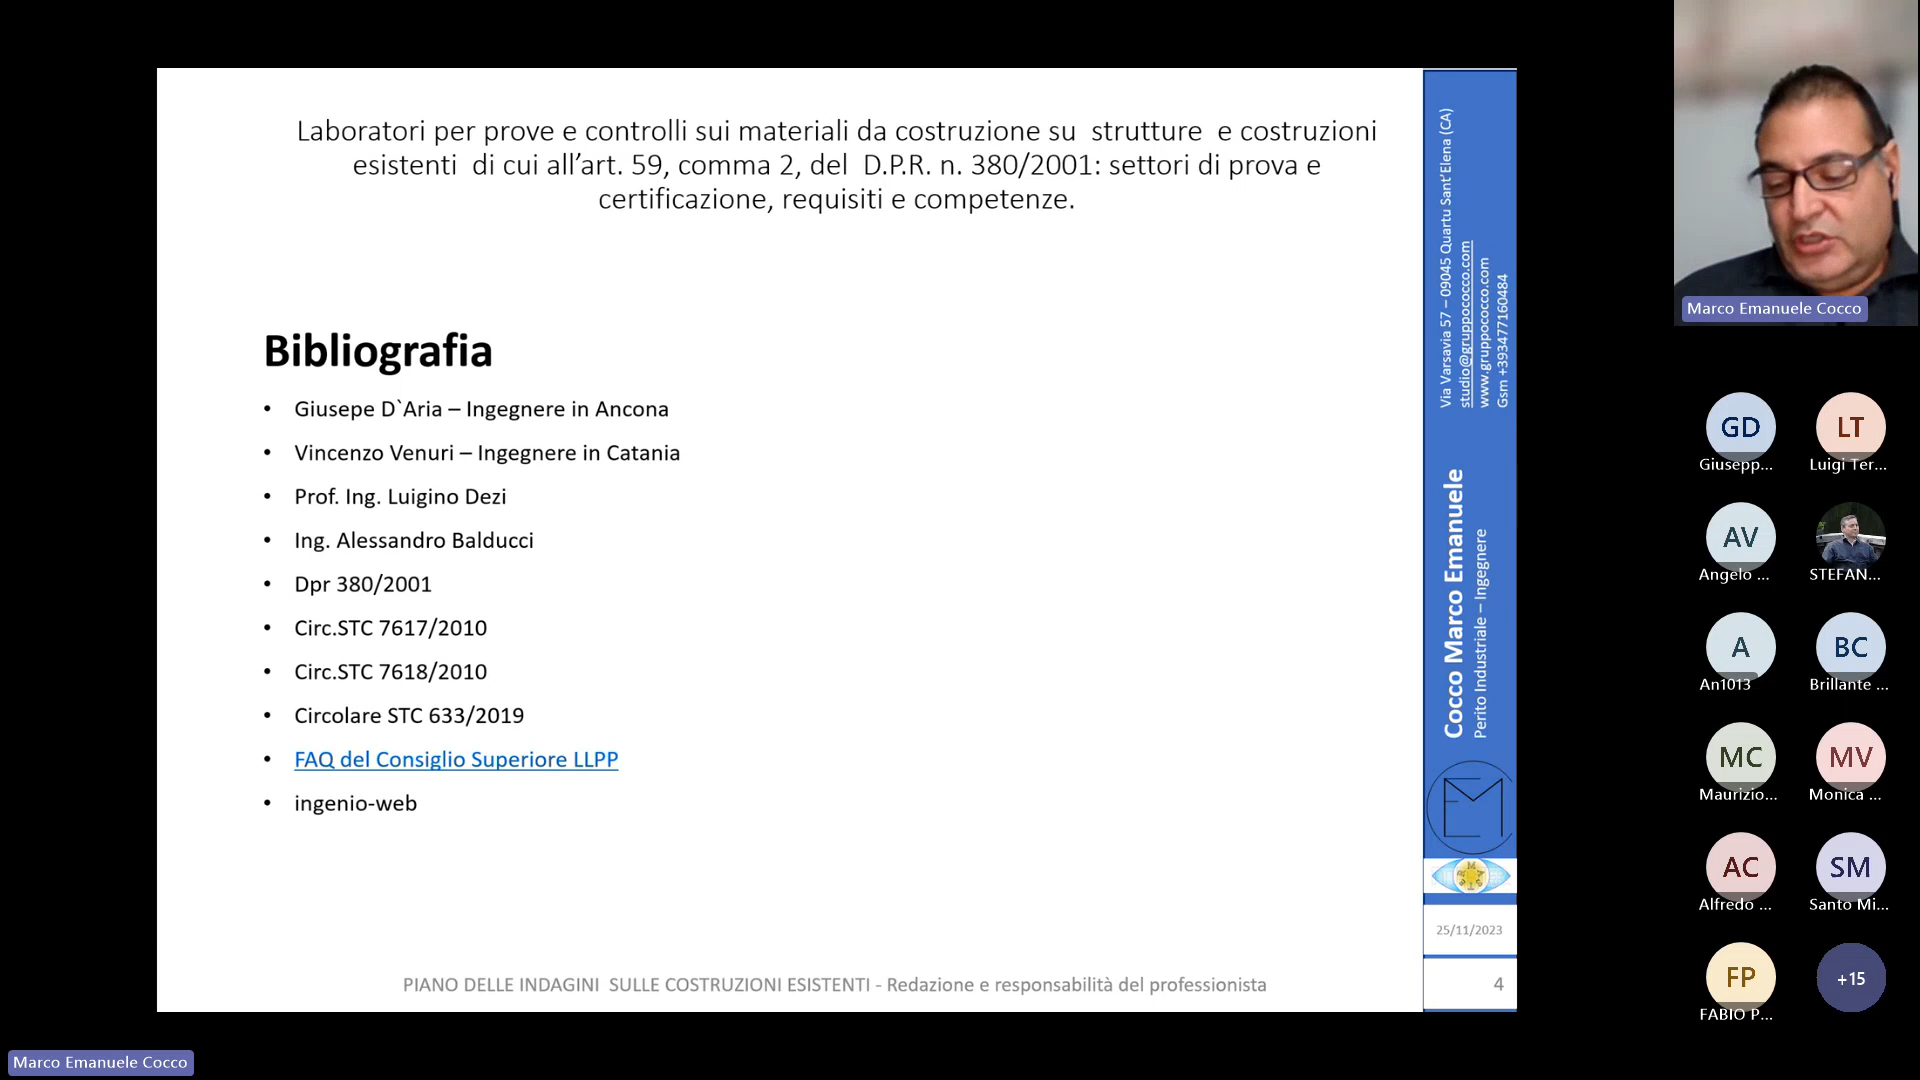 Laboratori per prove e controlli sui materiali da costruzione su strutture e costruzioni
esistenti di cui all’art. 59, comma 2, del D.P.R. n. 380/2001: settori di prova e
certificazione, requisiti e competenze.
Bibliografia
• Giusepe D`Aria – Ingegnere in Ancona
• Vincenzo Venuri – Ingegnere in Catania
• Prof. Ing. Luigino Dezi
• Ing. Alessandro Balducci
• Dpr 380/2001
• Circ.STC 7617/2010
• Circ.STC 7618/2010
• Circolare STC 633/2019
• FAQ del Consiglio Superiore LLPP
• ingenio-web
PIANO DELLE INDAGINI SULLE COSTRUZIONI ESISTENTI - Redazione e responsabilità del professionista
Via Varsavia 57 – 09045 Quartu Sant’Elena (CA)
studio@gruppococco.com
www.gruppococco.com
Gsm +393477160484
Cocco Marco Emanuele
Perito Industriale – Ingegnere
25/11/2023
4
Marco Emanuele Cocco
GD
Giusepp...
LT
Luigi Ter...
AV
Angelo ...
STEFAN...
A
An1013
BC
Brillante ...
MC
Maurizio...
MV
Monica ...
AC
Alfredo ...
SM
Santo Mi...
FP
FABIO P...
+15
Marco Emanuele Cocco